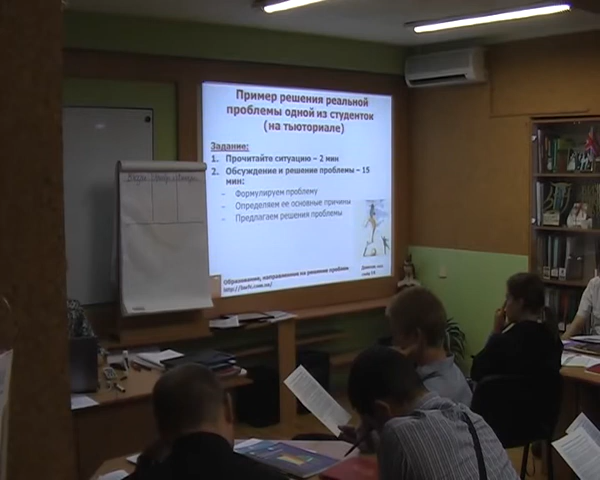 Пример решения реальной
проблемы одной из студенток
(на тьюториале)
Задание:
1. Прочитайте ситуацию – 2 мин
2. Обсуждение и решение проблемы – 15
мин:
– Формулируем проблему
– Определяем ее основные причины
– Предлагаем решения проблемы
Образование, направленное на решение проблем.